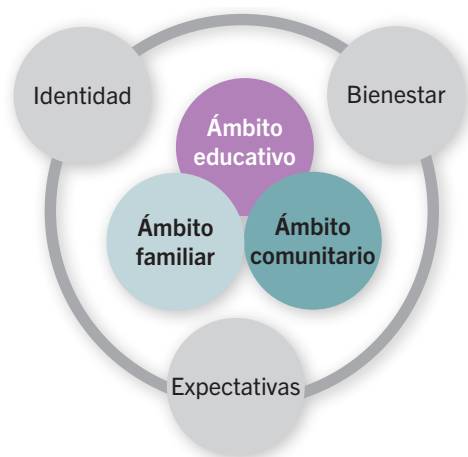 Identidad
Bienestar
Ámbito
educativo
Ámbito
familiar
Ámbito
comunitario
Expectativas